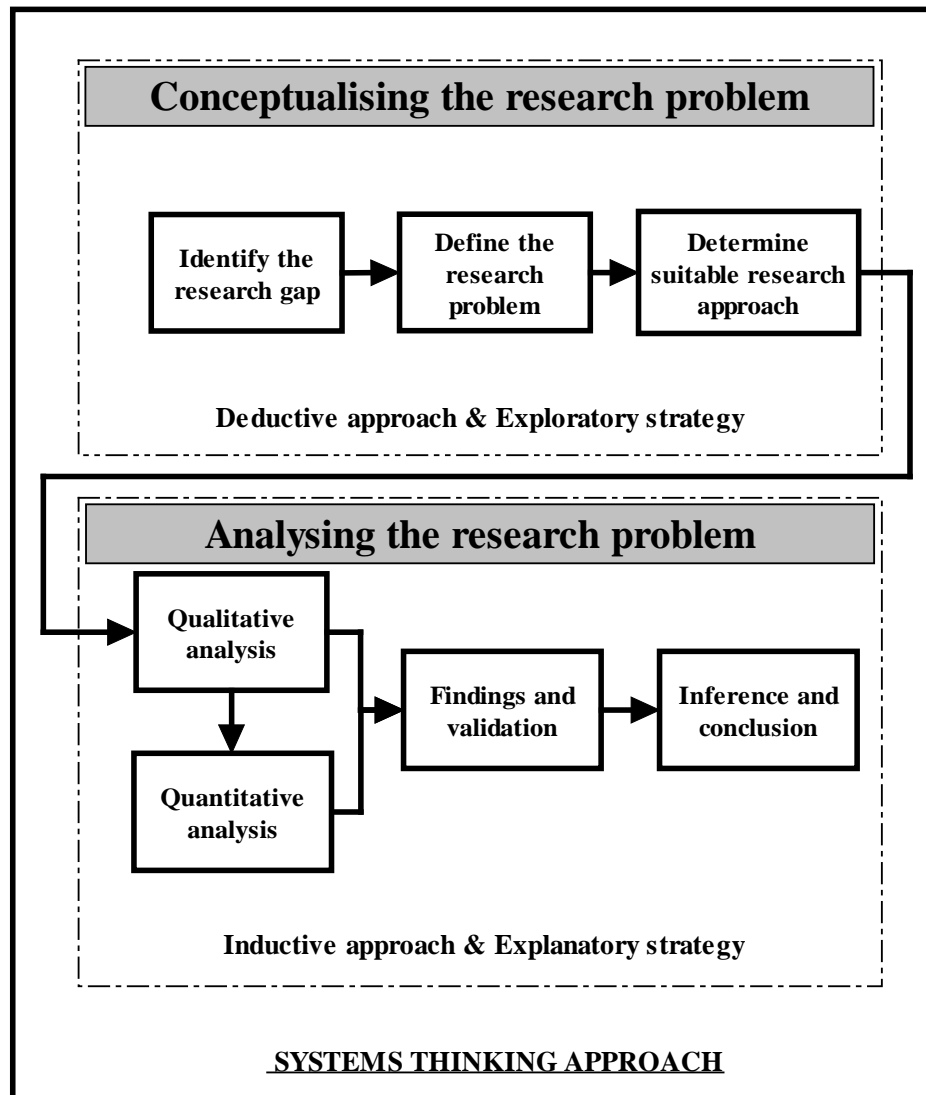 Conceptualising the research problem
Identify the
research gap
Define the
research
problem
Determine
suitable research
approach
Deductive approach & Exploratory strategy
Analysing the research problem
Qualitative
analysis
Quantitative
analysis
Findings and
validation
Inference and
conclusion
Inductive approach & Explanatory strategy
SYSTEMS THINKING APPROACH